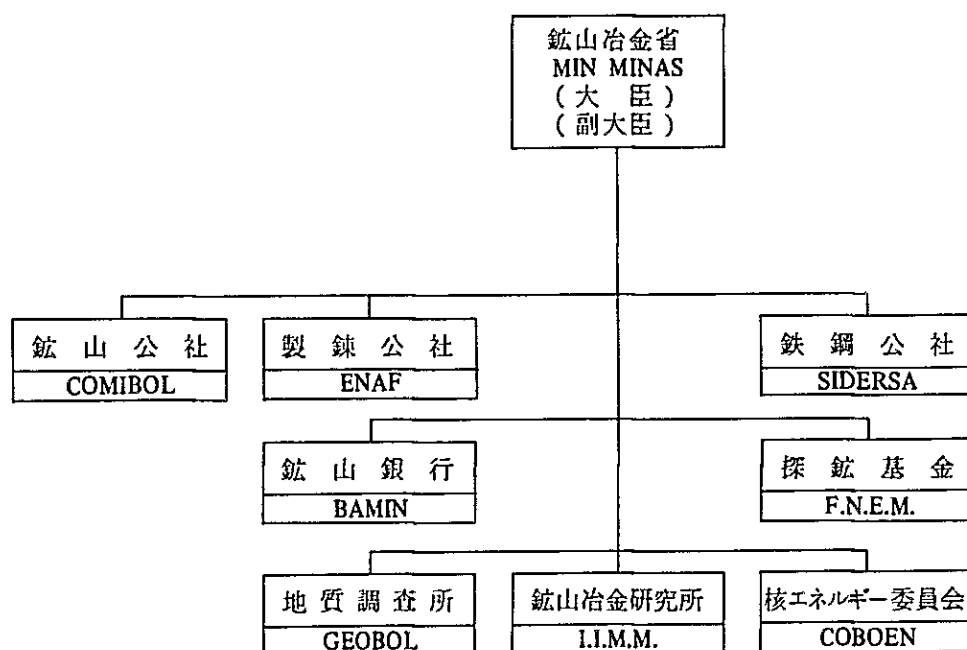 鉱山冶金省
MIN MINAS
(大 臣)
(副大臣)
鉱山公社
COMIBOL
製錬公社
ENAF
鉄鋼公社
SIDERSA
鉱山銀行
BAMIN
探鉱基金
F.N.E.M.
地質調査所
GEOBOL
鉱山冶金研究所
I.I.M.M.
核エネルギー委員会
COBOEN